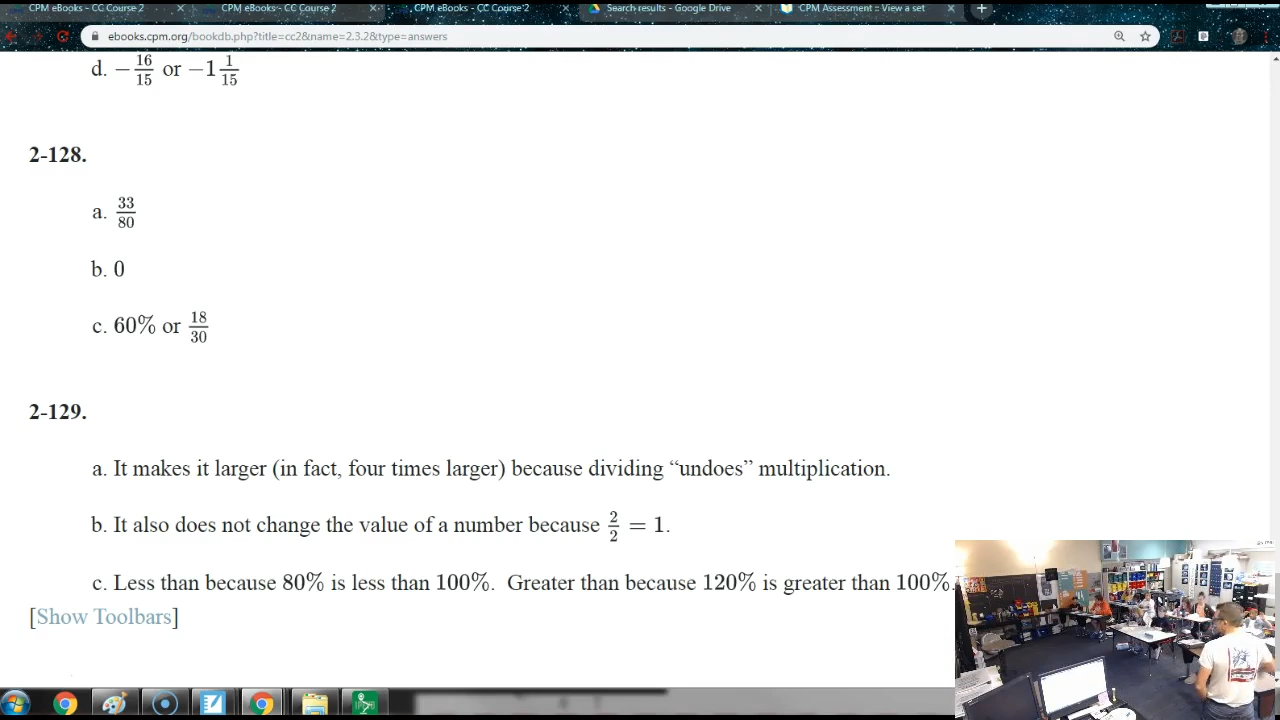 CPM eBooks - CC Course 2
CPM eBooks - CC Course 2
CPM eBooks - CC Course 2
Search results - Google Drive
CPM Assessment :: View a set
ebooks.cpm.org/bookdb.php?title=cc2&name=2.3.2&type=answers
d. −16/15 or −1 1/15
2-128.
a. 33/80
b. 0
c. 60% or 18/30
2-129.
a. It makes it larger (in fact, four times larger) because dividing “undoes” multiplication.
b. It also does not change the value of a number because 2/2 = 1.
c. Less than because 80% is less than 100%. Greater than because 120% is greater than 100%.
[Show Toolbars]